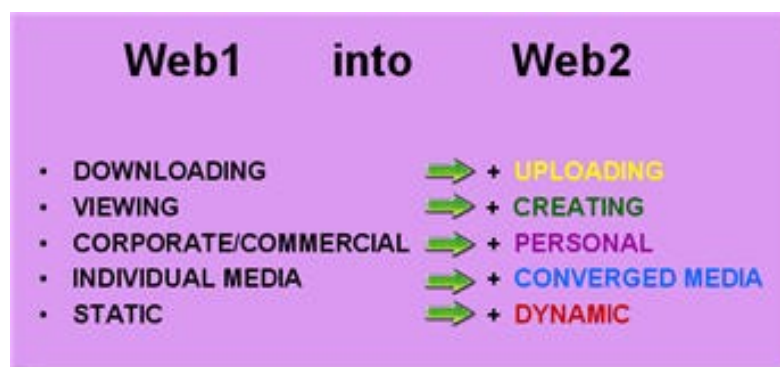 Web1 into Web2
• DOWNLOADING + UPLOADING
• VIEWING + CREATING
• CORPORATE/COMMERCIAL + PERSONAL
• INDIVIDUAL MEDIA + CONVERGED MEDIA
• STATIC + DYNAMIC